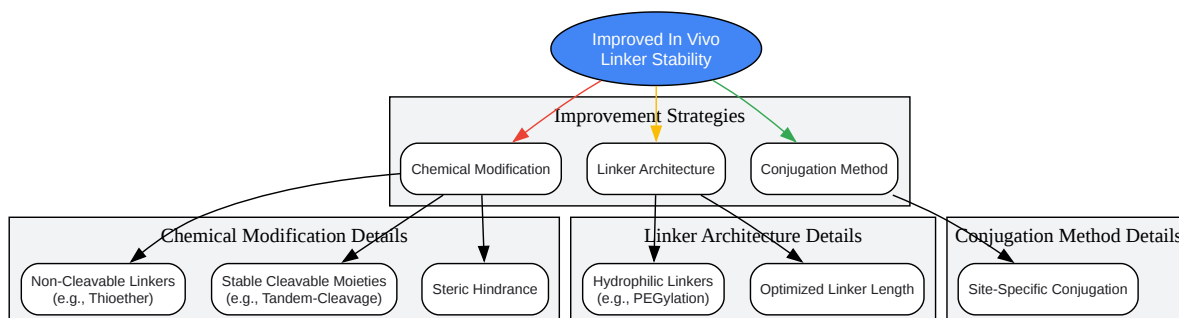 Improved In Vivo
Linker Stability
Improvement Strategies
Chemical Modification
Linker Architecture
Conjugation Method
Chemical Modification Details
Linker Architecture Details
Conjugation Method Details
Non-Cleavable Linkers
(e.g., Thioether)
Stable Cleavable Moieties
(e.g., Tandem-Cleavage)
Steric Hindrance
Hydrophilic Linkers
(e.g., PEGylation)
Optimized Linker Length
Site-Specific Conjugation